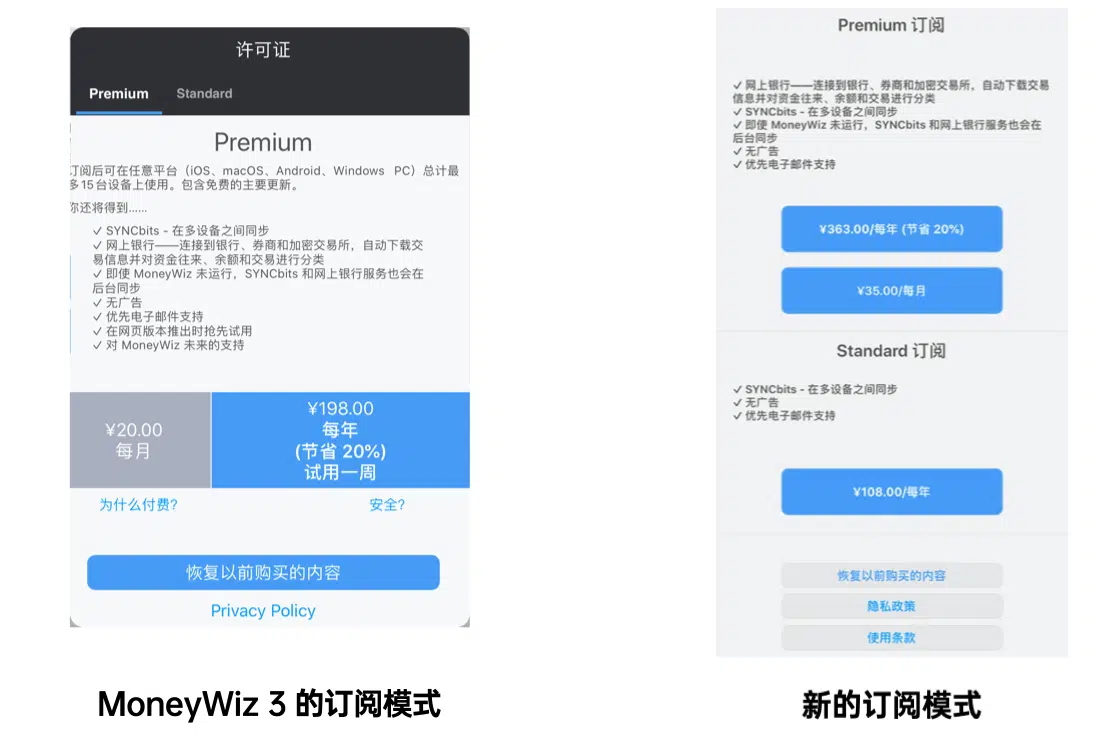 许可证
Premium
Standard
Premium
订阅后可在任意平台（iOS、macOS、Android、Windows PC）总计最
多15台设备上使用。包含免费的主要更新。
你还将得到......
✓ SYNCbits - 在多设备之间同步
✓ 网上银行——连接到银行、券商和加密交易所，自动下载交
易信息并对资金往来、余额和交易进行分类
✓ 即使 MoneyWiz 未运行，SYNCbits 和网上银行服务也会在
后台同步
✓ 无广告
✓ 优先电子邮件支持
✓ 在网页版本推出时抢先试用
✓ 对 MoneyWiz 未来的支持
¥20.00
每月
¥198.00
每年
(节省 20%)
试用一周
为什么付费?
安全?
恢复以前购买的内容
Privacy Policy
MoneyWiz 3 的订阅模式
Premium 订阅
✓ 网上银行——连接到银行、券商和加密交易所，自动下载交易
信息并对资金往来、余额和交易进行分类
✓ SYNCbits - 在多设备之间同步
✓ 即使 MoneyWiz 未运行，SYNCbits 和网上银行服务也会在
后台同步
✓ 无广告
✓ 优先电子邮件支持
¥363.00/每年 (节省 20%)
¥35.00/每月
Standard 订阅
✓ SYNCbits - 在多设备之间同步
✓ 无广告
✓ 优先电子邮件支持
¥108.00/每年
恢复以前购买的内容
隐私政策
使用条款
新的订阅模式